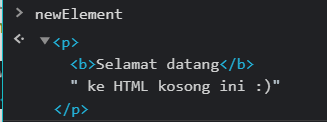 newElement
<p>
<b>Selamat datang</b>
" ke HTML kosong ini :)"
</p>